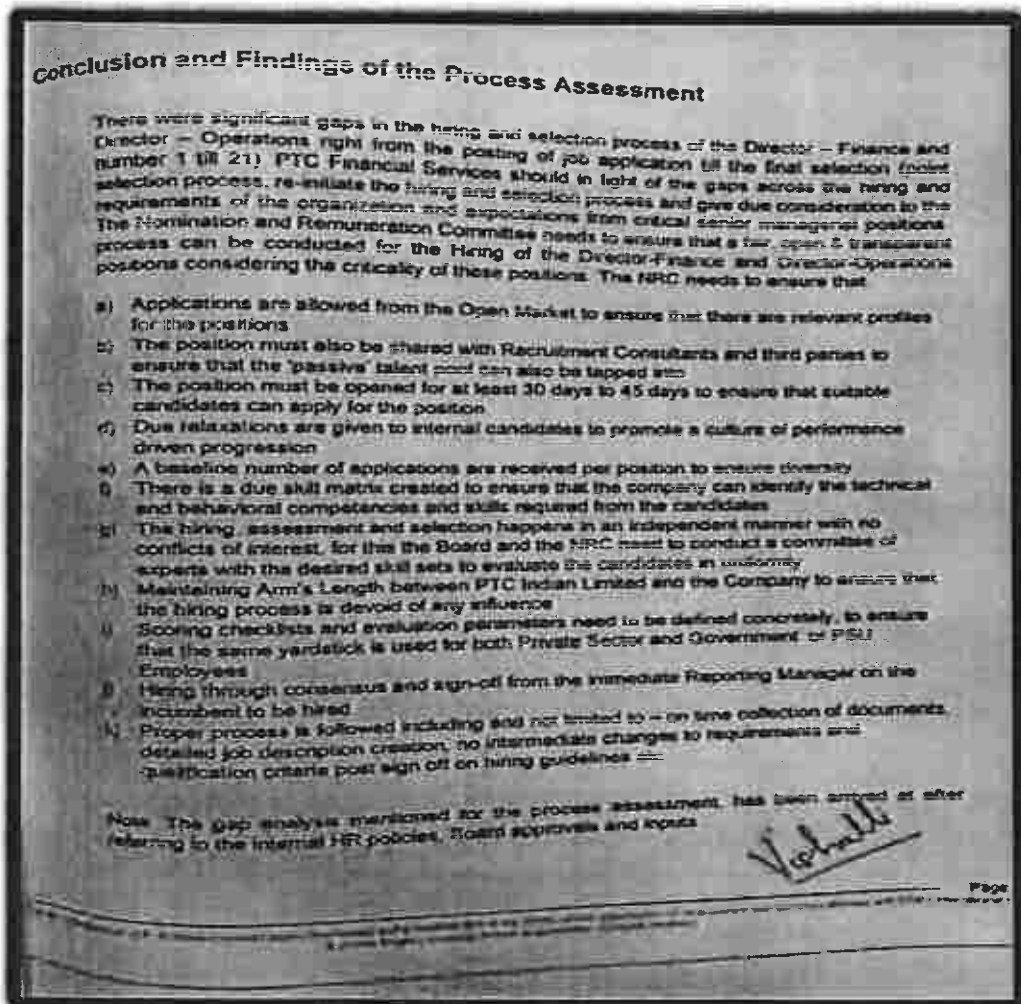 Conclusion and Findings of the Process Assessment
There were significant gaps in the hiring and selection process of the Director – Finance and
Director – Operations right from the posting of job application till the final selection (point
number 1 till 21). PTC Financial Services should in light of the gaps across the hiring and
selection process, re-initiate the hiring and selection process and give due consideration to the
requirements of the organization and expectations from critical senior managerial positions.
The Nomination and Remuneration Committee needs to ensure that a fair, open & transparent
process can be conducted for the Hiring of the Director-Finance and Director-Operations
positions considering the criticality of these positions. The NRC needs to ensure that
a) Applications are allowed from the Open Market to ensure that there are relevant profiles
for the positions
b) The position must also be shared with Recruitment Consultants and third parties to
ensure that the 'passive' talent pool can also be tapped into
c) The position must be opened for at least 30 days to 45 days to ensure that suitable
candidates can apply for the position
d) Due relaxations are given to internal candidates to promote a culture of performance
driven progression
e) A baseline number of applications are received per position to ensure diversity
f) There is a due skill matrix created to ensure that the company can identify the technical
and behavioral competencies and skills required from the candidates
g) The hiring, assessment and selection happens in an independent manner with no
conflicts of interest, for this the Board and the NRC need to conduct a committee of
experts with the desired skill sets to evaluate the candidates in
h) Maintaining Arm's Length between PTC Indian Limited and the Company to ensure that
the hiring process is devoid of any influence
i) Scoring checklists and evaluation parameters need to be defined concretely, to ensure
that the same yardstick is used for both Private Sector and Government or PSU
Employees
j) Hiring through consensus and sign-off from the Immediate Reporting Manager on the
incumbent to be hired
k) Proper process is followed including and not limited to – on time collection of documents,
detailed job description creation, no intermediate changes to requirements and
qualification criteria post sign off on hiring guidelines
Note: The gap analysis mentioned for the process assessment, has been arrived at after
referring to the internal HR policies, Board approvals and inputs
Page